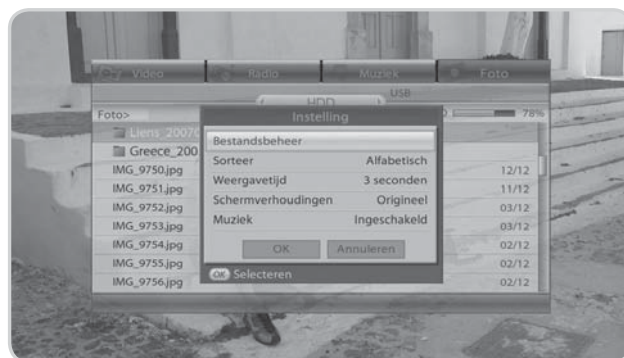 Video Radio Muziek Foto
HDD USB
Foto> 78%
Instelling
Liens_2007
Greece_200
Bestandsbeheer
Sorteer Alfabetisch
Weergavetijd 3 seconden
Schermverhoudingen Origineel
Muziek Ingeschakeld
OK Annuleren
OK Selecteren
IMG_9750.jpg 12/12
IMG_9751.jpg 11/12
IMG_9752.jpg 03/12
IMG_9753.jpg 03/12
IMG_9754.jpg 02/12
IMG_9755.jpg 02/12
IMG_9756.jpg 02/12